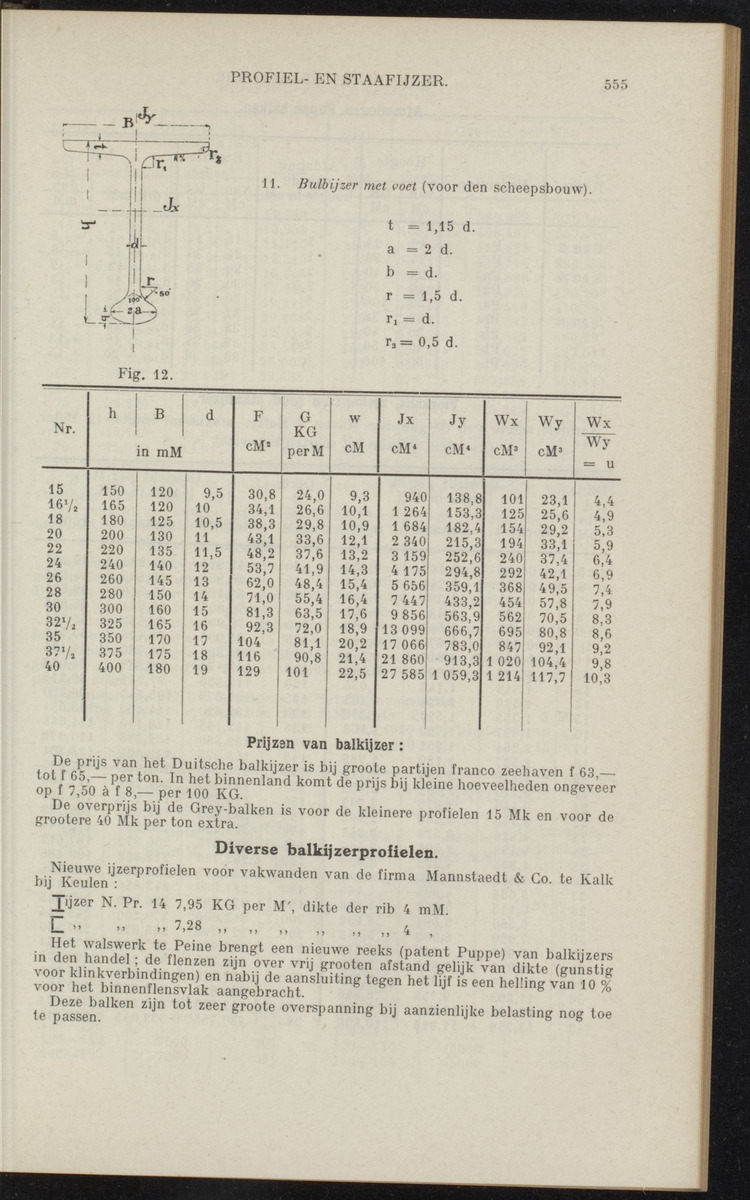 PROFIEL- EN STAAFIJZER. 555
B Jy
t r₁ 4% r₂
Jx
h
d
r
100° 50°
2a
b
Fig. 12.
11. Bulbijzer met voet (voor den scheepsbouw).
t = 1,15 d.
a = 2 d.
b = d.
r = 1,5 d.
r₁ = d.
r₂ = 0,5 d.
Nr. h B d F G w Jx Jy Wx Wy Wx/Wy
in mM cM² KG per M cM cM⁴ cM⁴ cM³ cM³ = u
15 150 120 9,5 30,8 24,0 9,3 940 138,8 101 23,1 4,4
16¹/₂ 165 120 10 34,1 26,6 10,1 1 264 153,3 125 25,6 4,9
18 180 125 10,5 38,3 29,8 10,9 1 684 182,4 154 29,2 5,3
20 200 130 11 43,1 33,6 12,1 2 340 215,3 194 33,1 5,9
22 220 135 11,5 48,2 37,6 13,2 3 159 252,6 240 37,4 6,4
24 240 140 12 53,7 41,9 14,3 4 175 294,8 292 42,1 6,9
26 260 145 13 62,0 48,4 15,4 5 656 359,1 368 49,5 7,4
28 280 150 14 71,0 55,4 16,4 7 447 433,2 454 57,8 7,9
30 300 160 15 81,3 63,5 17,6 9 856 563,9 562 70,5 8,3
32¹/₂ 325 165 16 92,3 72,0 18,9 13 099 666,7 695 80,8 8,6
35 350 170 17 104 81,1 20,2 17 066 783,0 847 92,1 9,2
37¹/₂ 375 175 18 116 90,8 21,4 21 860 913,3 1 020 104,4 9,8
40 400 180 19 129 101 22,5 27 585 1 059,3 1 214 117,7 10,3
Prijzen van balkijzer :
De prijs van het Duitsche balkijzer is bij groote partijen franco zeehaven f 63,—
tot f 65,— per ton. In het binnenland komt de prijs bij kleine hoeveelheden ongeveer
op f 7,50 à f 8,— per 100 KG.
De overprijs bij de Grey-balken is voor de kleinere profielen 15 Mk en voor de
grootere 40 Mk per ton extra.
Diverse balkijzerprofielen.
Nieuwe ijzerprofielen voor vakwanden van de firma Mannstaedt & Co. te Kalk
bij Keulen :
I ijzer N. Pr. 14 7,95 KG per M′, dikte der rib 4 mM.
[ ,, ,, ,, 7,28 ,, ,, ,, ,, ,, ,, 4 ,
Het walswerk te Peine brengt een nieuwe reeks (patent Puppe) van balkijzers
in den handel ; de flenzen zijn over vrij grooten afstand gelijk van dikte (gunstig
voor klinkverbindingen) en nabij de aansluiting tegen het lijf is een helling van 10 %
voor het binnenflensvlak aangebracht.
Deze balken zijn tot zeer groote overspanning bij aanzienlijke belasting nog toe
te passen.